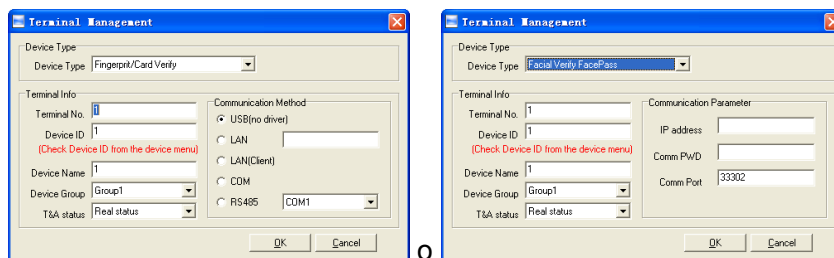 Terminal Management
Device Type
Device Type Fingerprit/Card Verify
Terminal Info
Terminal No. 1
Device ID 1
(Check Device ID from the device menu)
Device Name 1
Device Group Group1
T&A status Real status
Communication Method
USB(no driver)
LAN
LAN(Client)
COM
RS485 COM1
OK Cancel
o
Terminal Management
Device Type
Device Type Facial Verify FacePass
Terminal Info
Terminal No. 1
Device ID 1
(Check Device ID from the device menu)
Device Name 1
Device Group Group1
T&A status Real status
Communication Parameter
IP address
Comm PWD
Comm Port 33302
OK Cancel